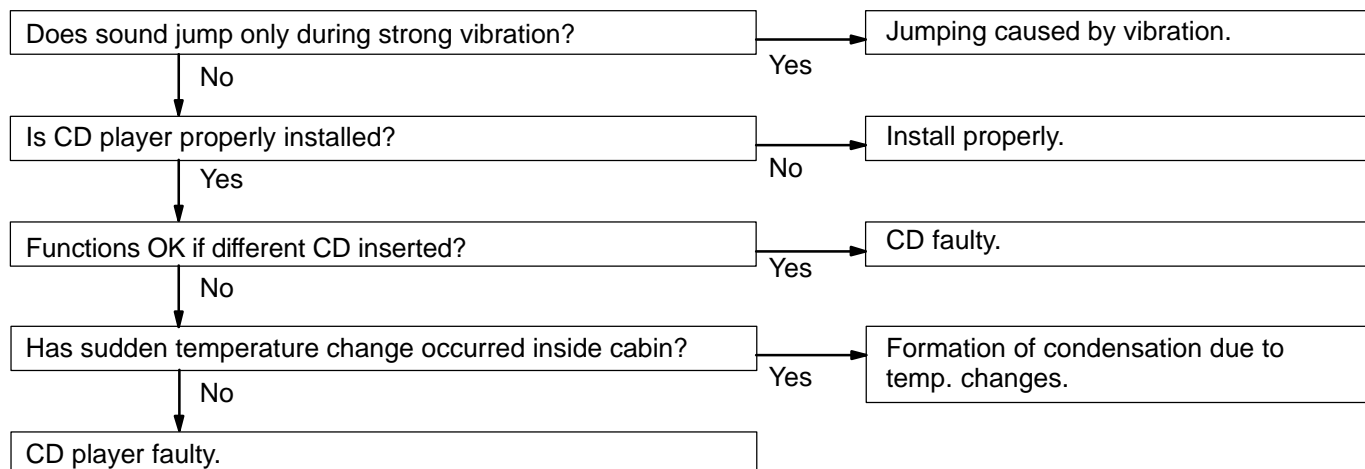 Does sound jump only during strong vibration?
Yes
Jumping caused by vibration.
No
Is CD player properly installed?
No
Install properly.
Yes
Functions OK if different CD inserted?
Yes
CD faulty.
No
Has sudden temperature change occurred inside cabin?
Yes
Formation of condensation due to
temp. changes.
No
CD player faulty.